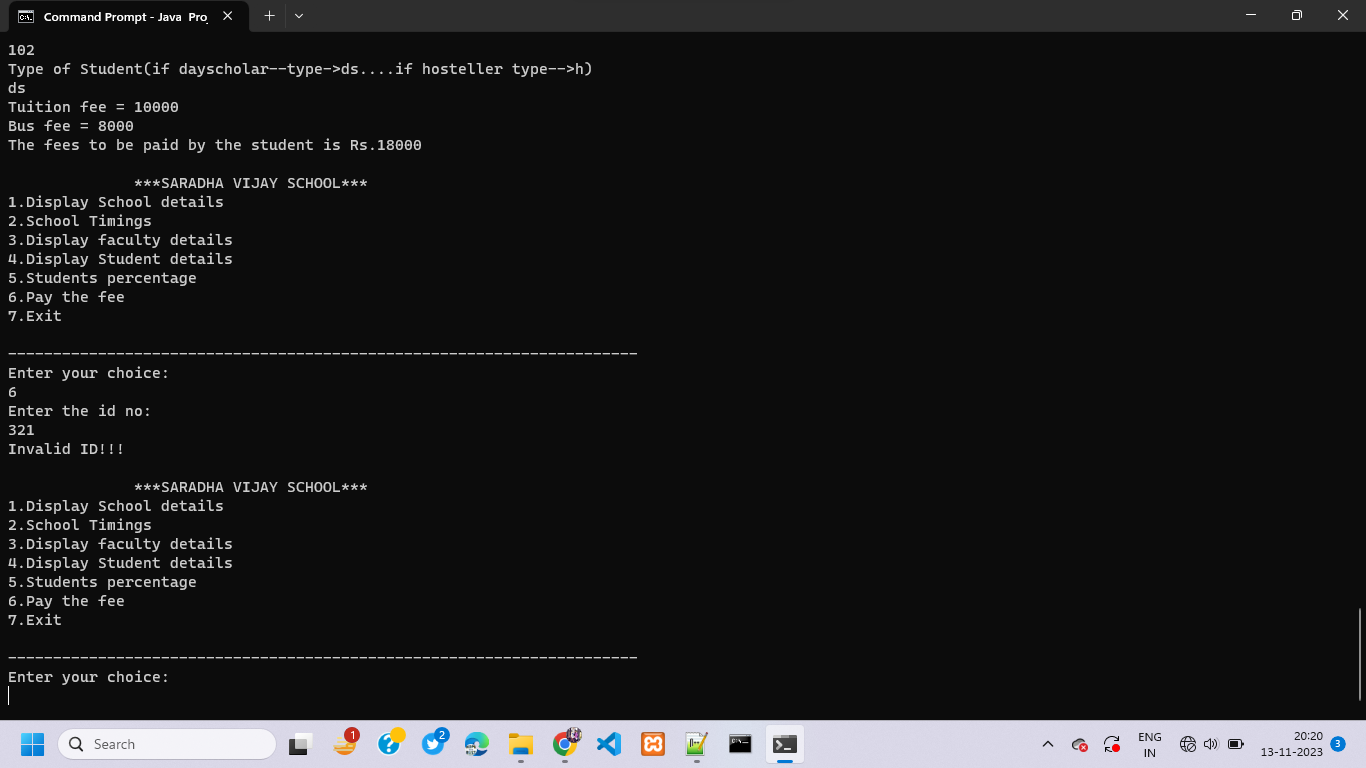 Command Prompt - Java Pro
102
Type of Student(if dayscholar--type->ds....if hosteller type-->h)
ds
Tuition fee = 10000
Bus fee = 8000
The fees to be paid by the student is Rs.18000
***SARADHA VIJAY SCHOOL***
1.Display School details
2.School Timings
3.Display faculty details
4.Display Student details
5.Students percentage
6.Pay the fee
7.Exit
----------------------------------------------------------------------
Enter your choice:
6
Enter the id no:
321
Invalid ID!!!
***SARADHA VIJAY SCHOOL***
1.Display School details
2.School Timings
3.Display faculty details
4.Display Student details
5.Students percentage
6.Pay the fee
7.Exit
----------------------------------------------------------------------
Enter your choice:
Search
1
2
ENG
IN
20:20
13-11-2023
3